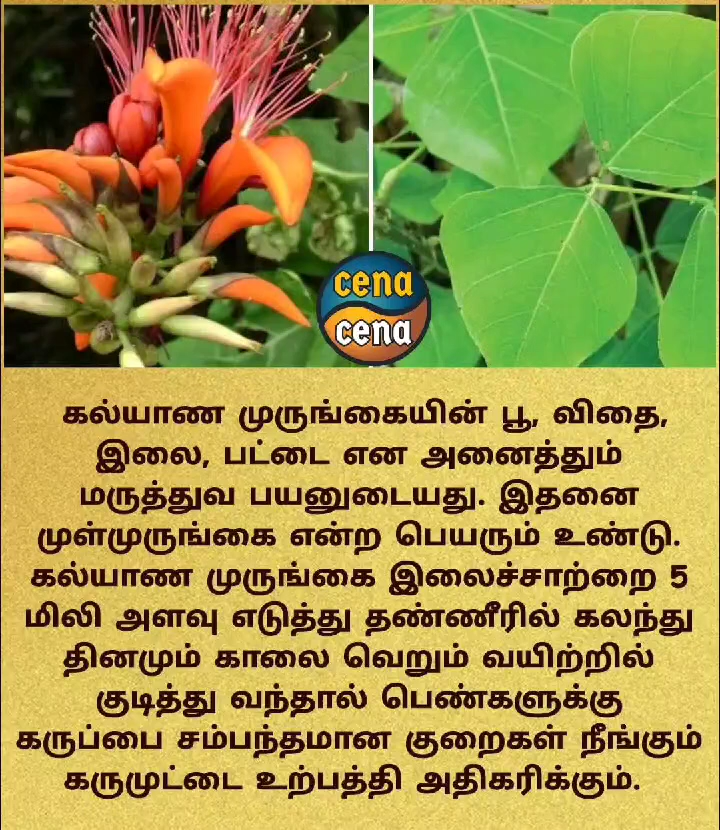 cena
cena
கல்யாண முருங்கையின் பூ, விதை,
இலை, பட்டை என அனைத்தும்
மருத்துவ பயனுடையது. இதனை
முள்முருங்கை என்ற பெயரும் உண்டு.
கல்யாண முருங்கை இலைச்சாற்றை 5
மிலி அளவு எடுத்து தண்ணீரில் கலந்து
தினமும் காலை வெறும் வயிற்றில்
குடித்து வந்தால் பெண்களுக்கு
கருப்பை சம்பந்தமான குறைகள் நீங்கும்
கருமுட்டை உற்பத்தி அதிகரிக்கும்.